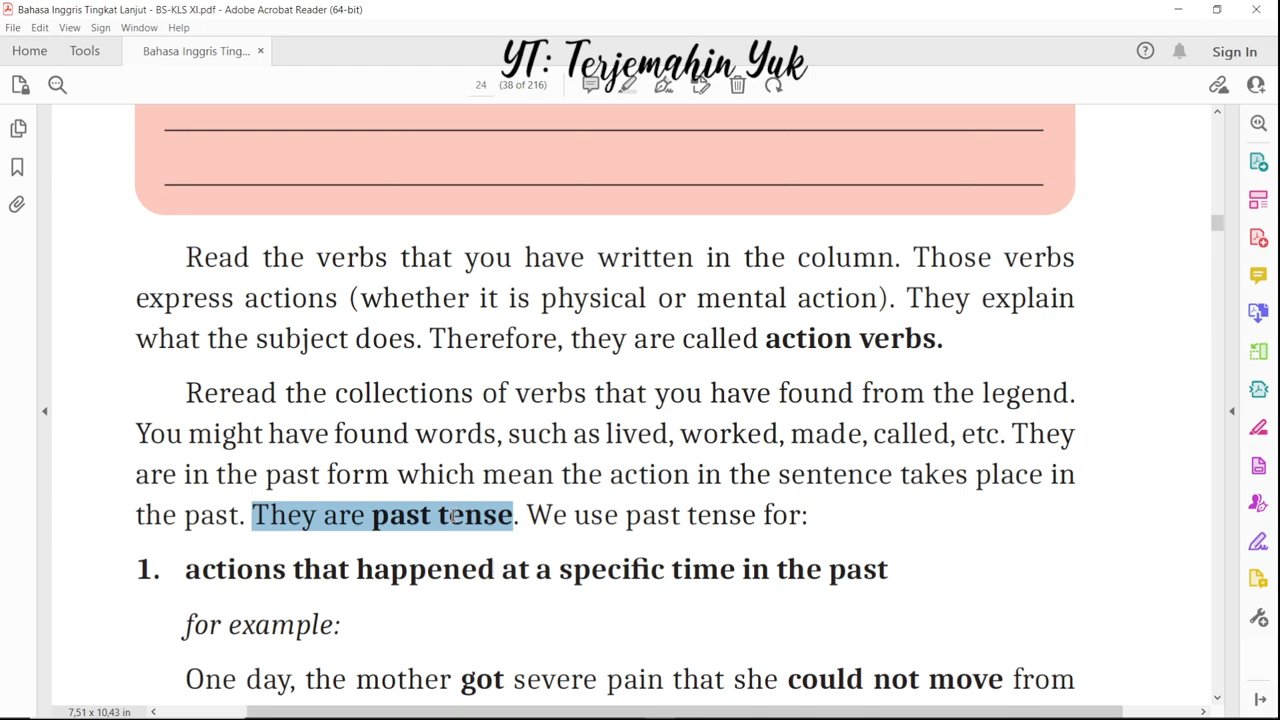 Bahasa Inggris Tingkat Lanjut - BS-KLS XI.pdf - Adobe Acrobat Reader (64-bit)
File Edit View Sign Window Help
Home Tools Bahasa Inggris Ting... × Sign In
YT: Terjemahin Yuk
24 (38 of 216)
Read the verbs that you have written in the column. Those verbs
express actions (whether it is physical or mental action). They explain
what the subject does. Therefore, they are called action verbs.
Reread the collections of verbs that you have found from the legend.
You might have found words, such as lived, worked, made, called, etc. They
are in the past form which mean the action in the sentence takes place in
the past. They are past tense. We use past tense for:
1. actions that happened at a specific time in the past
for example:
One day, the mother got severe pain that she could not move from
7,51 x 10,43 in